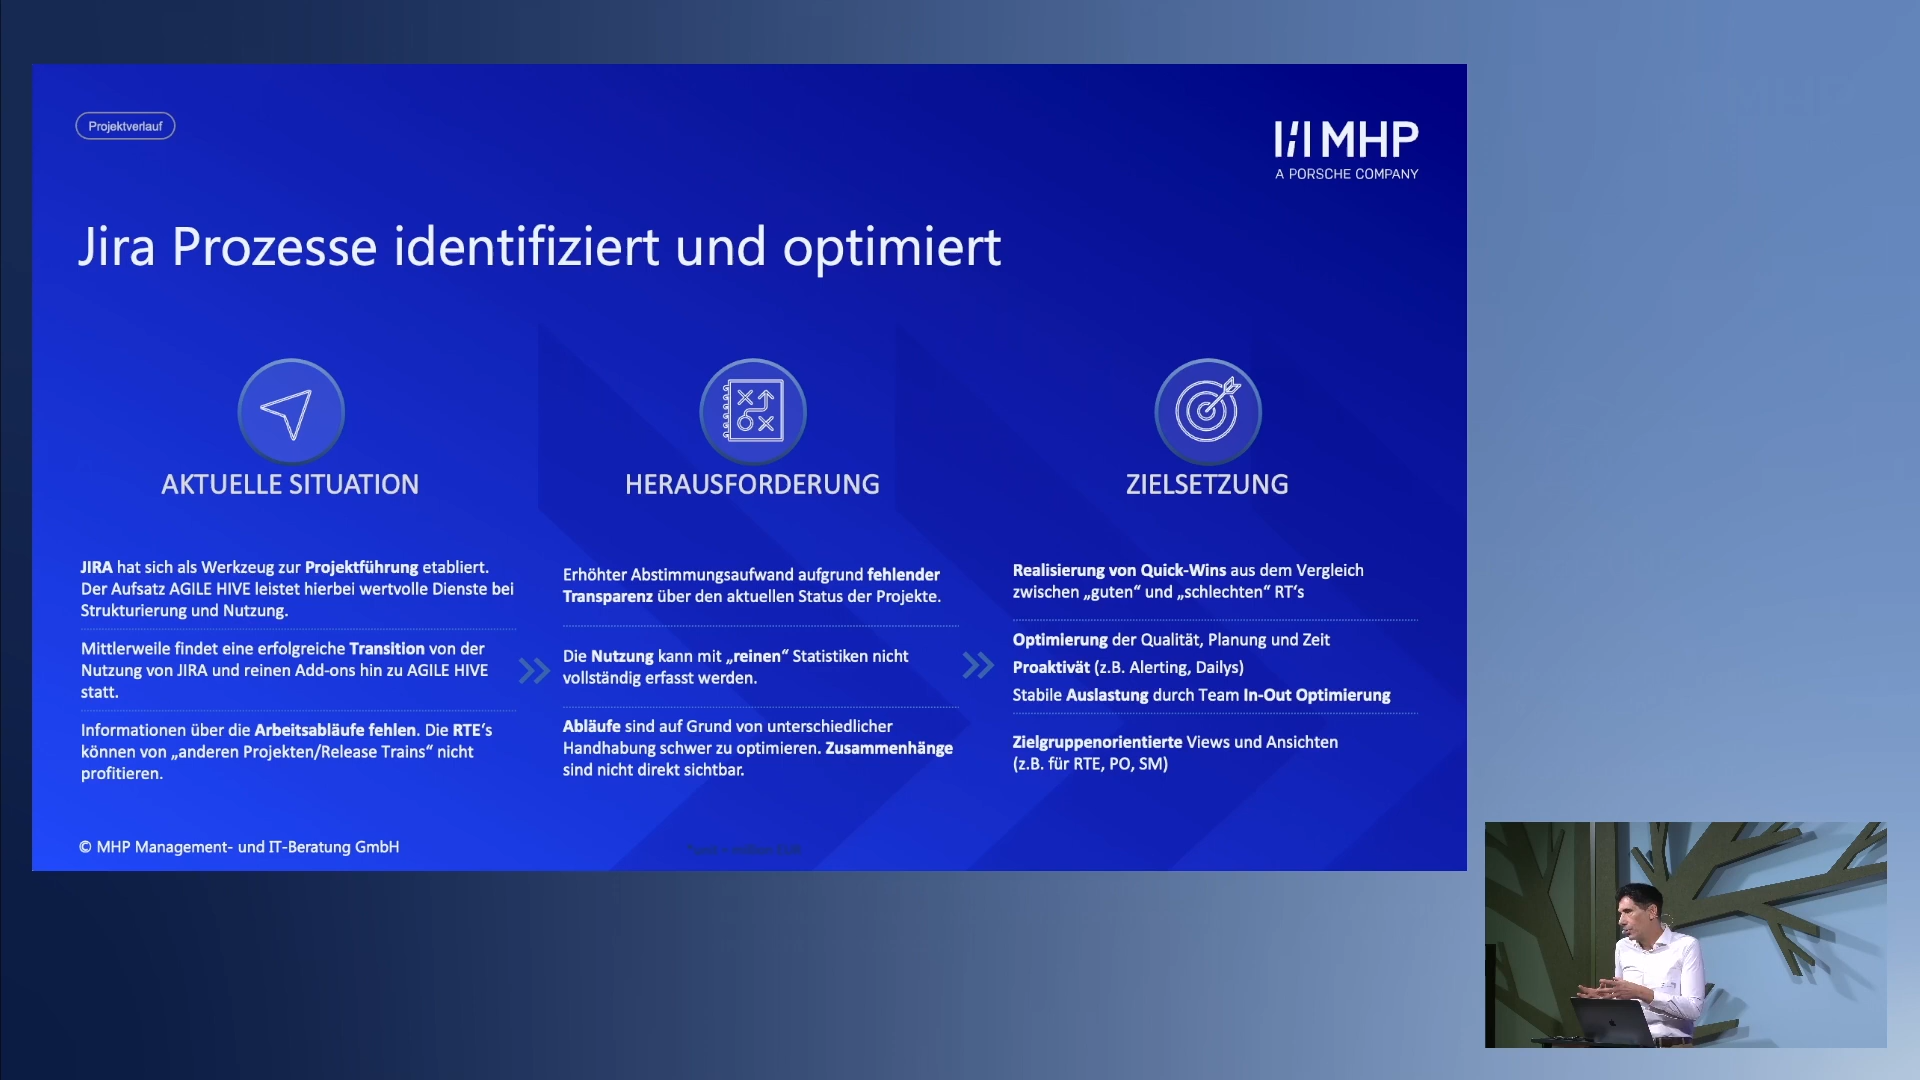 Projektverlauf
MHP
A PORSCHE COMPANY
Jira Prozesse identifiziert und optimiert
AKTUELLE SITUATION
JIRA hat sich als Werkzeug zur Projektführung etabliert.
Der Aufsatz AGILE HIVE leistet hierbei wertvolle Dienste bei
Strukturierung und Nutzung.
Mittlerweile findet eine erfolgreiche Transition von der
Nutzung von JIRA und reinen Add-ons hin zu AGILE HIVE
statt.
Informationen über die Arbeitsabläufe fehlen. Die RTE‘s
können von „anderen Projekten/Release Trains“ nicht
profitieren.
HERAUSFORDERUNG
Erhöhter Abstimmungsaufwand aufgrund fehlender
Transparenz über den aktuellen Status der Projekte.
Die Nutzung kann mit „reinen“ Statistiken nicht
vollständig erfasst werden.
Abläufe sind auf Grund von unterschiedlicher
Handhabung schwer zu optimieren. Zusammenhänge
sind nicht direkt sichtbar.
ZIELSETZUNG
Realisierung von Quick-Wins aus dem Vergleich
zwischen „guten“ und „schlechten“ RT‘s
Optimierung der Qualität, Planung und Zeit
Proaktivät (z.B. Alerting, Dailys)
Stabile Auslastung durch Team In-Out Optimierung
Zielgruppenorientierte Views und Ansichten
(z.B. für RTE, PO, SM)
© MHP Management- und IT-Beratung GmbH